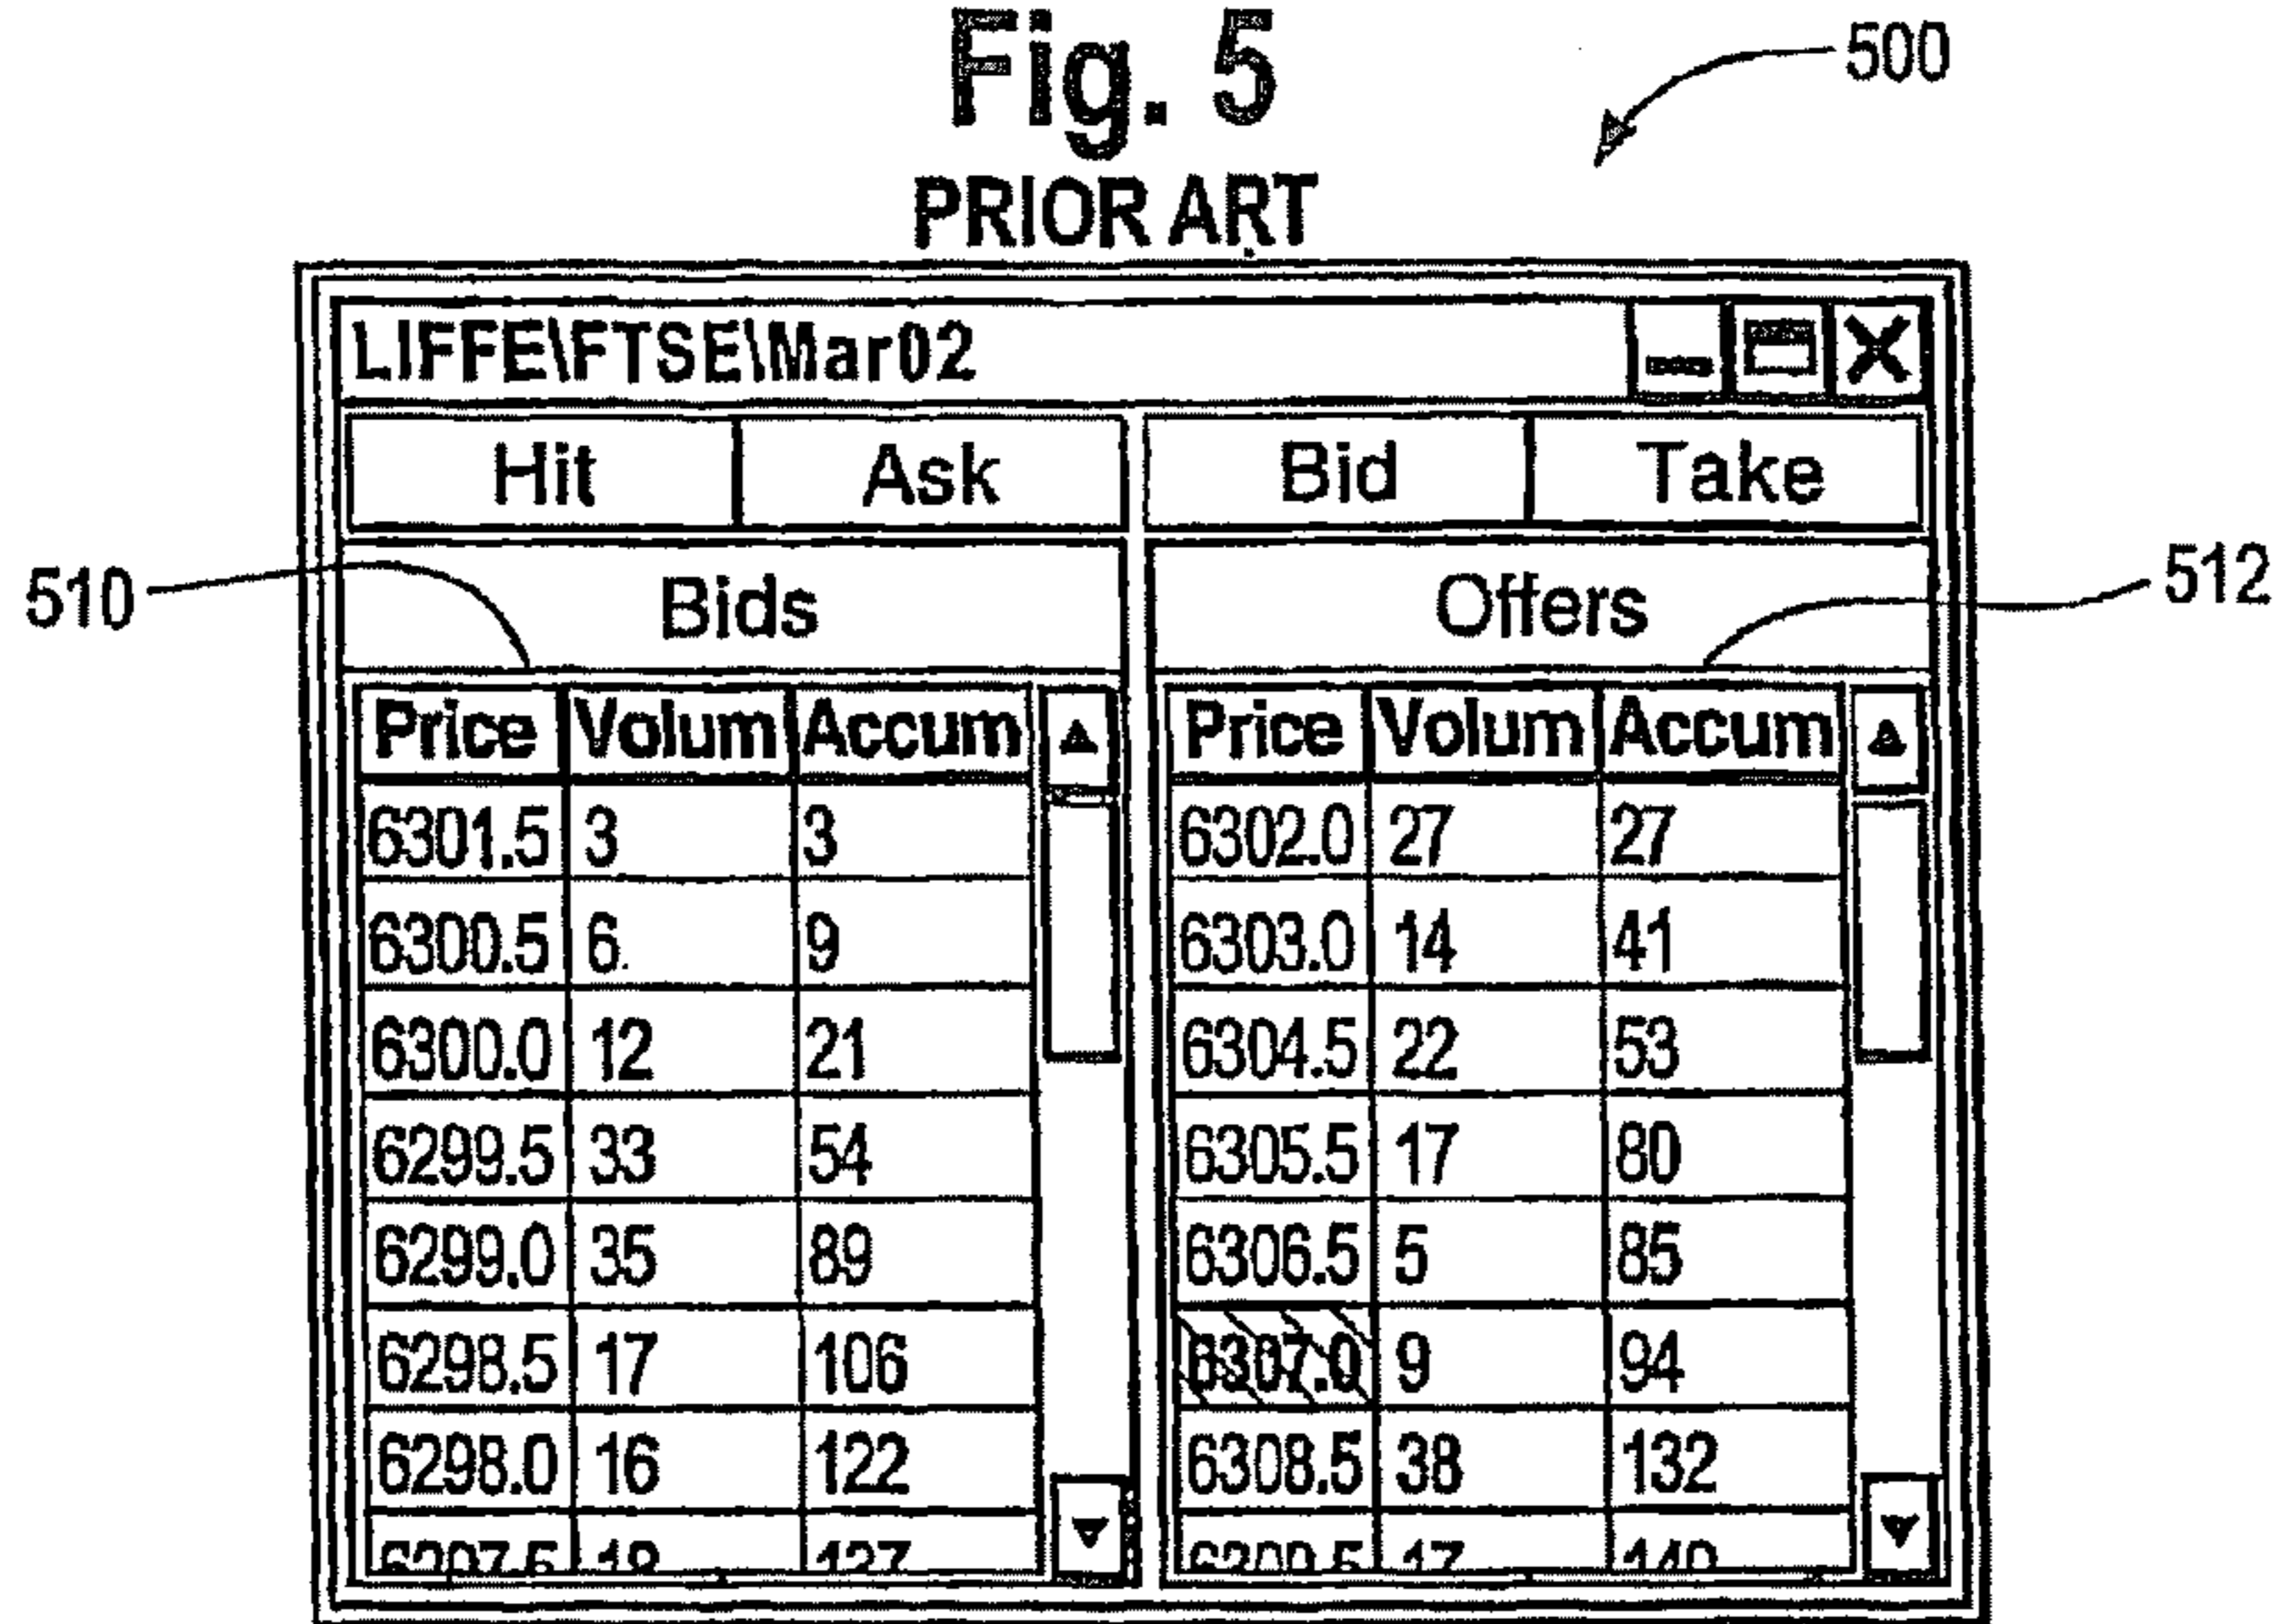 Fig. 5
500
PRIOR ART
LIFFE\FTSE\Mar02
Hit Ask Bid Take
510 Bids Offers 512
Price Volum Accum Price Volum Accum
6301.5 3 3 6302.0 27 27
6300.5 6 9 6303.0 14 41
6300.0 12 21 6304.5 22 53
6299.5 33 54 6305.5 17 80
6299.0 35 89 6306.5 5 85
6298.5 17 106 6307.0 9 94
6298.0 16 122 6308.5 38 132